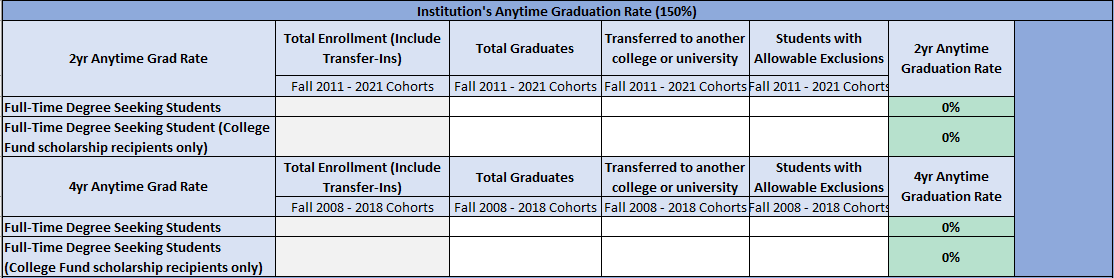 Institution's Anytime Graduation Rate (150%)
2yr Anytime Grad Rate
Total Enrollment (Include
Transfer-Ins)
Total Graduates
Transferred to another
college or university
Students with
Allowable Exclusions
2yr Anytime
Graduation Rate
Fall 2011 - 2021 Cohorts
Fall 2011 - 2021 Cohorts
Fall 2011 - 2021 Cohorts
Fall 2011 - 2021 Cohorts
Full-Time Degree Seeking Students
0%
Full-Time Degree Seeking Student (College
Fund scholarship recipients only)
0%
4yr Anytime Grad Rate
Total Enrollment (Include
Transfer-Ins)
Total Graduates
Transferred to another
college or university
Students with
Allowable Exclusions
4yr Anytime
Graduation Rate
Fall 2008 - 2018 Cohorts
Fall 2008 - 2018 Cohorts
Fall 2008 - 2018 Cohorts
Fall 2008 - 2018 Cohorts
Full-Time Degree Seeking Students
0%
Full-Time Degree Seeking Students
(College Fund scholarship recipients only)
0%